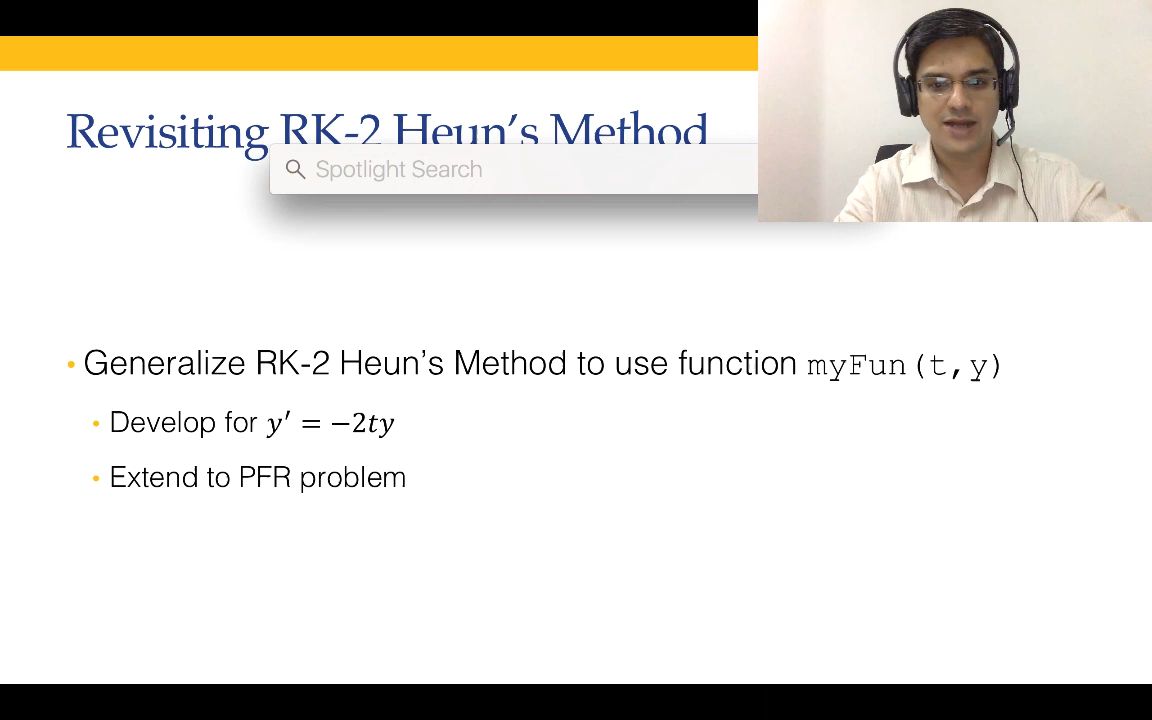 Revisiting RK-2 Heun’s Method
Spotlight Search
• Generalize RK-2 Heun’s Method to use function myFun(t,y)
• Develop for y′ = −2ty
• Extend to PFR problem